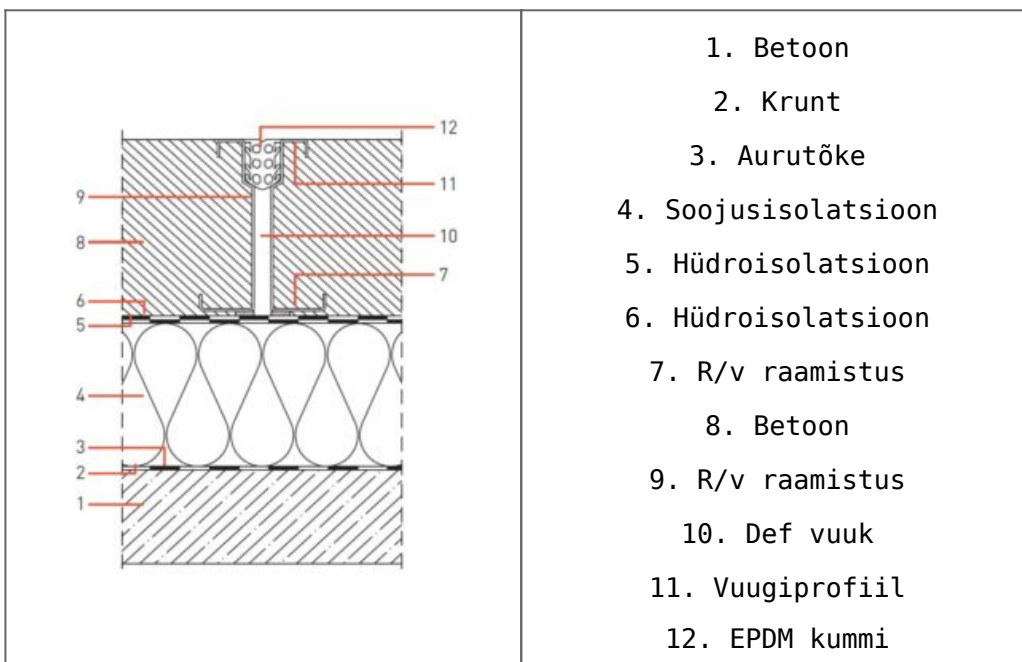 12
11
9
10
8
7
6
5
4
3
2
1
1. Betoon
2. Krunt
3. Aurutõke
4. Soojusisolatsioon
5. Hüdroisolatsioon
6. Hüdroisolatsioon
7. R/v raamistus
8. Betoon
9. R/v raamistus
10. Def vuuk
11. Vuugiprofiil
12. EPDM kummi